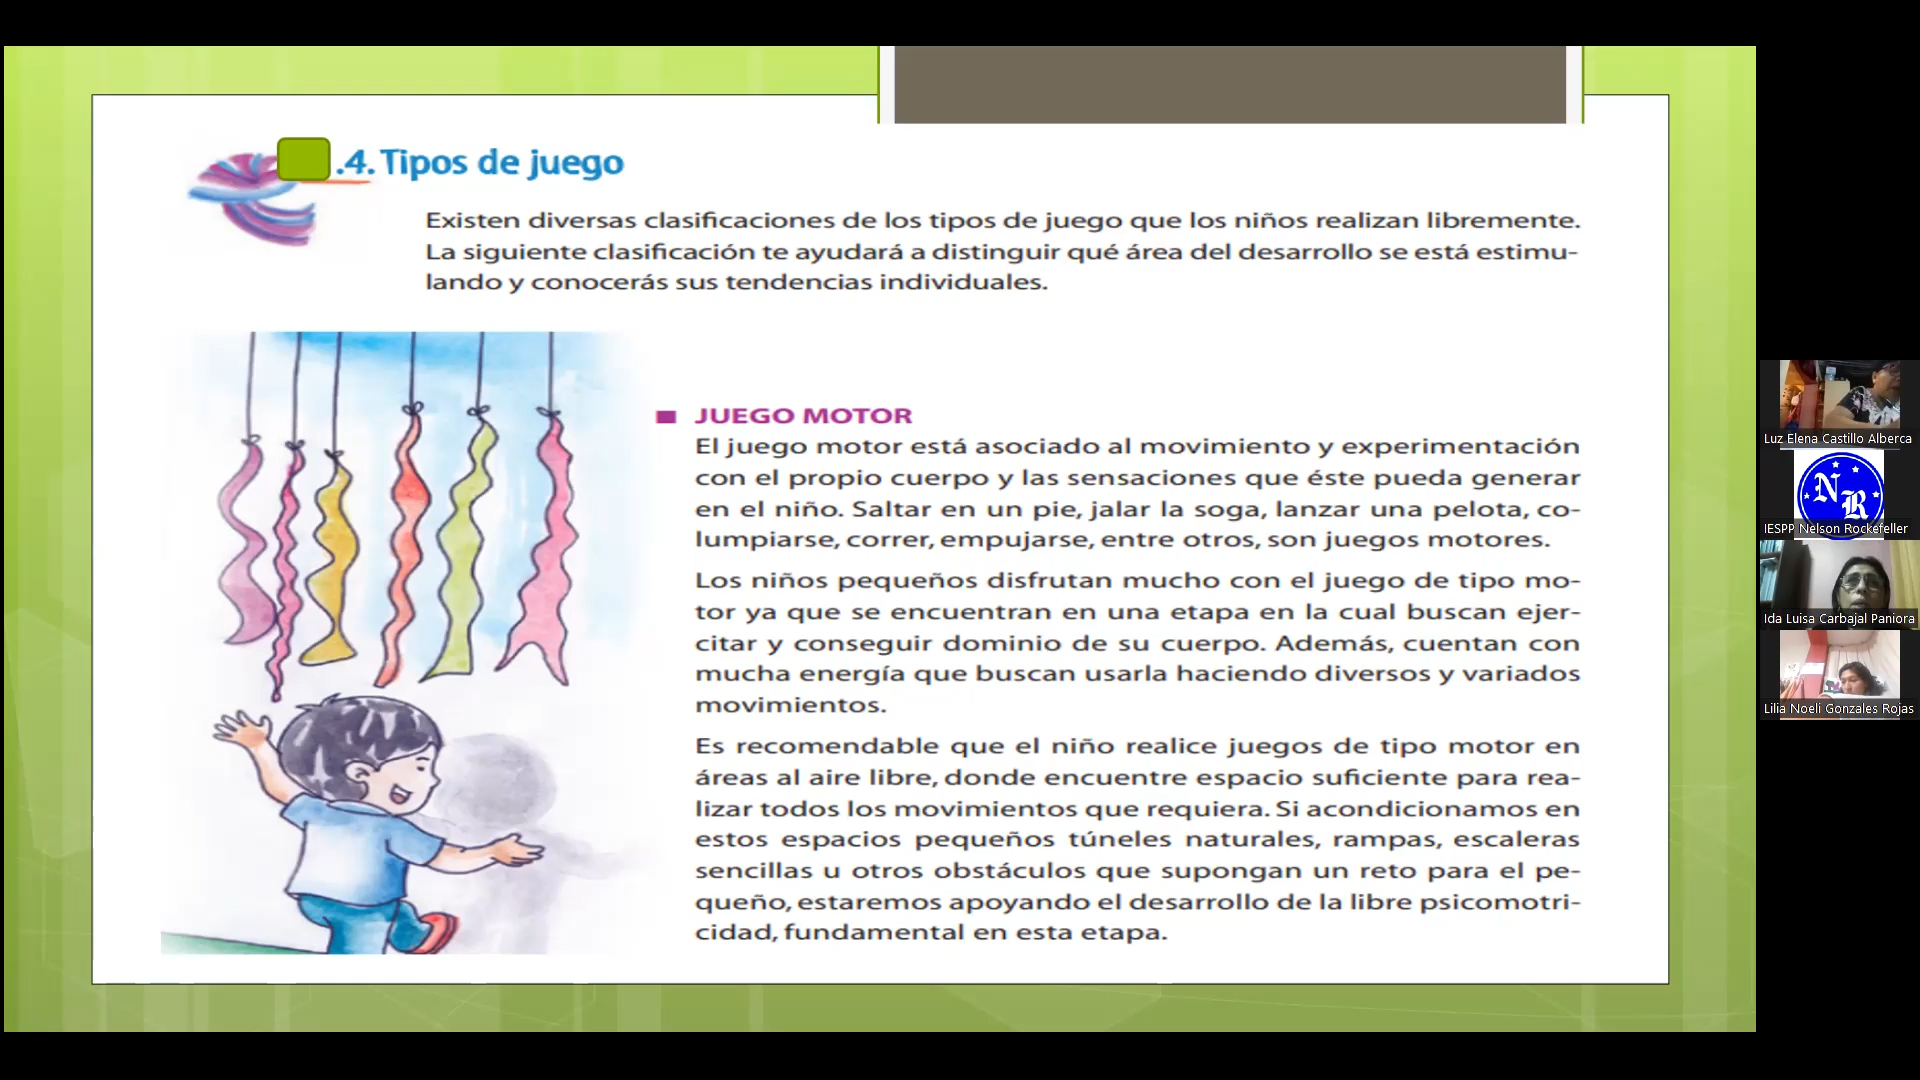 .4. Tipos de juego
Existen diversas clasificaciones de los tipos de juego que los niños realizan libremente.
La siguiente clasificación te ayudará a distinguir qué área del desarrollo se está estimu-
lando y conocerás sus tendencias individuales.
JUEGO MOTOR
El juego motor está asociado al movimiento y experimentación
con el propio cuerpo y las sensaciones que éste pueda generar
en el niño. Saltar en un pie, jalar la soga, lanzar una pelota, co-
lumpiarse, correr, empujarse, entre otros, son juegos motores.
Los niños pequeños disfrutan mucho con el juego de tipo mo-
tor ya que se encuentran en una etapa en la cual buscan ejer-
citar y conseguir dominio de su cuerpo. Además, cuentan con
mucha energía que buscan usarla haciendo diversos y variados
movimientos.
Es recomendable que el niño realice juegos de tipo motor en
áreas al aire libre, donde encuentre espacio suficiente para rea-
lizar todos los movimientos que requiera. Si acondicionamos en
estos espacios pequeños túneles naturales, rampas, escaleras
sencillas u otros obstáculos que supongan un reto para el pe-
queño, estaremos apoyando el desarrollo de la libre psicomotri-
cidad, fundamental en esta etapa.
Luz Elena Castillo Alberca
N R
IESPP Nelson Rockefeller
Ida Luisa Carbajal Paniora
Lilia Noeli Gonzales Rojas